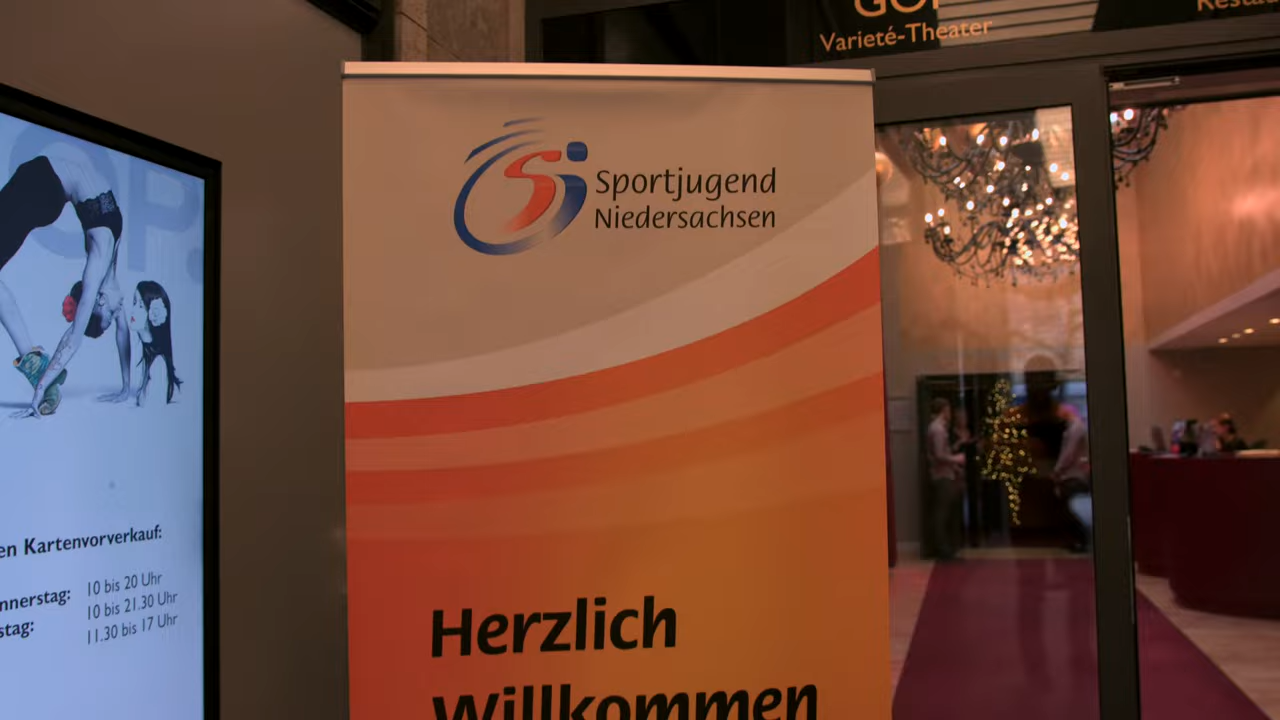 GOP
Varieté-Theater
Sportjugend
Niedersachsen
Herzlich
Willkommen
en Kartenvorverkauf:
nnerstag: 10 bis 20 Uhr
10 bis 21.30 Uhr
stag: 11.30 bis 17 Uhr